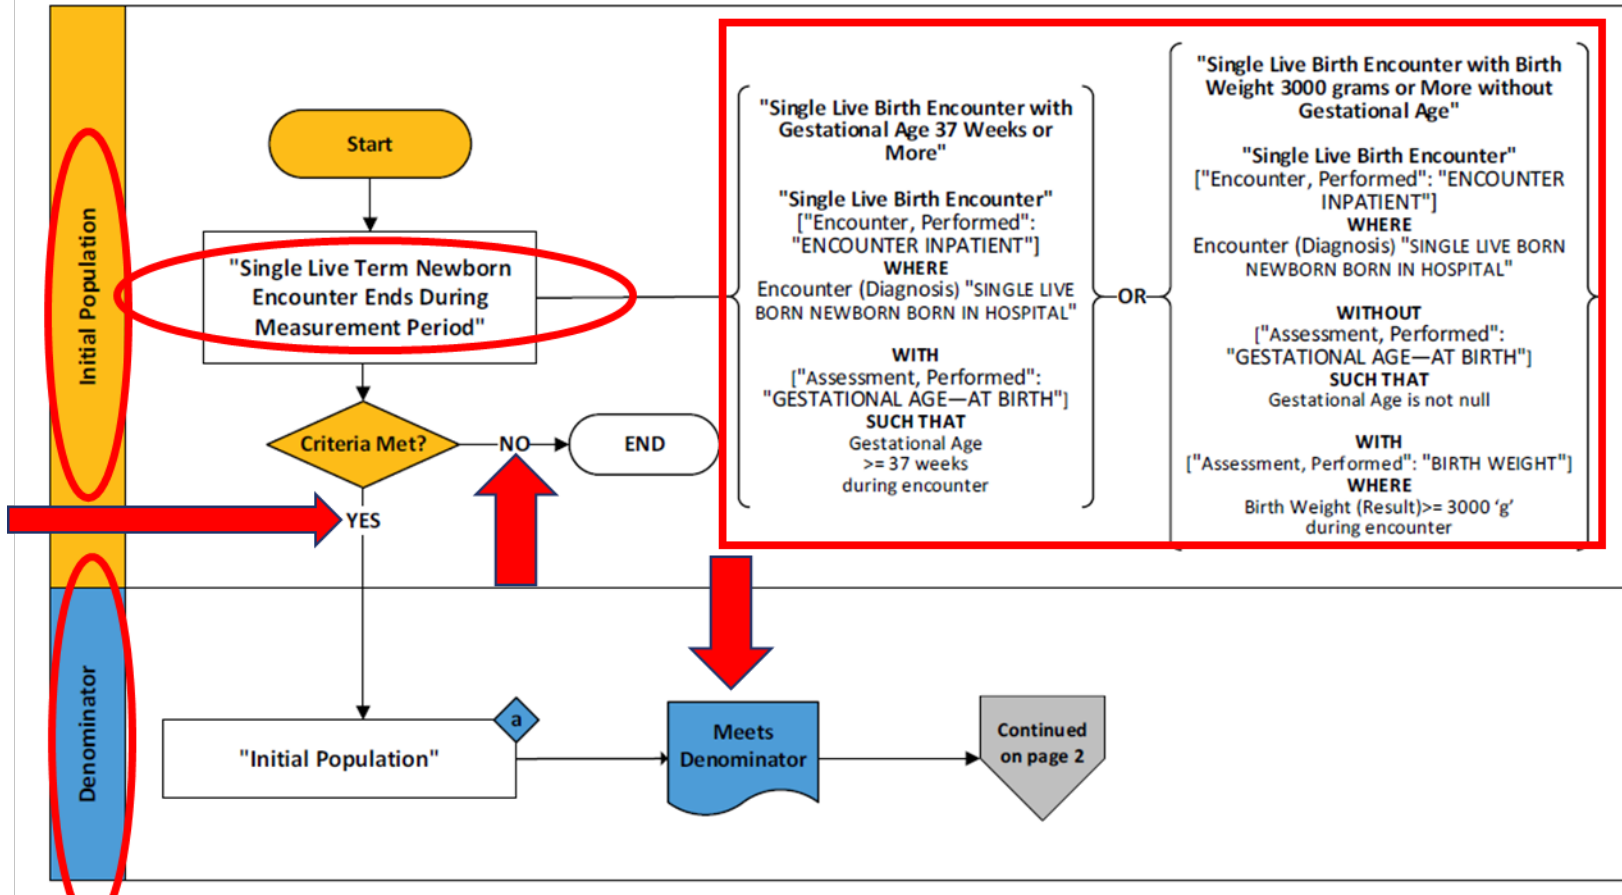 Initial Population
Start
"Single Live Term Newborn
Encounter Ends During
Measurement Period"
Criteria Met?
NO
END
YES
"Single Live Birth Encounter with
Gestational Age 37 Weeks or
More"
"Single Live Birth Encounter"
["Encounter, Performed":
"ENCOUNTER INPATIENT"]
WHERE
Encounter (Diagnosis) "SINGLE LIVE
BORN NEWBORN BORN IN HOSPITAL"
WITH
["Assessment, Performed":
"GESTATIONAL AGE—AT BIRTH"]
SUCH THAT
Gestational Age
>= 37 weeks
during encounter
OR
"Single Live Birth Encounter with Birth
Weight 3000 grams or More without
Gestational Age"
"Single Live Birth Encounter"
["Encounter, Performed": "ENCOUNTER
INPATIENT"]
WHERE
Encounter (Diagnosis) "SINGLE LIVE BORN
NEWBORN BORN IN HOSPITAL"
WITHOUT
["Assessment, Performed":
"GESTATIONAL AGE—AT BIRTH"]
SUCH THAT
Gestational Age is not null
WITH
["Assessment, Performed": "BIRTH WEIGHT"]
WHERE
Birth Weight (Result)>= 3000 ‘g’
during encounter
Denominator
"Initial Population"
a
Meets
Denominator
Continued
on page 2